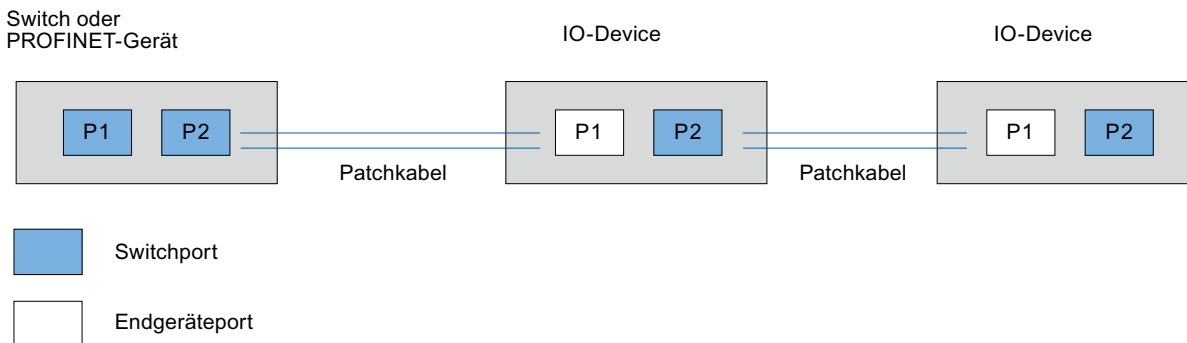 Switch oder
PROFINET-Gerät
IO-Device
IO-Device
P1
P2
P1
P2
P1
P2
Patchkabel
Patchkabel
Switchport
Endgeräteport